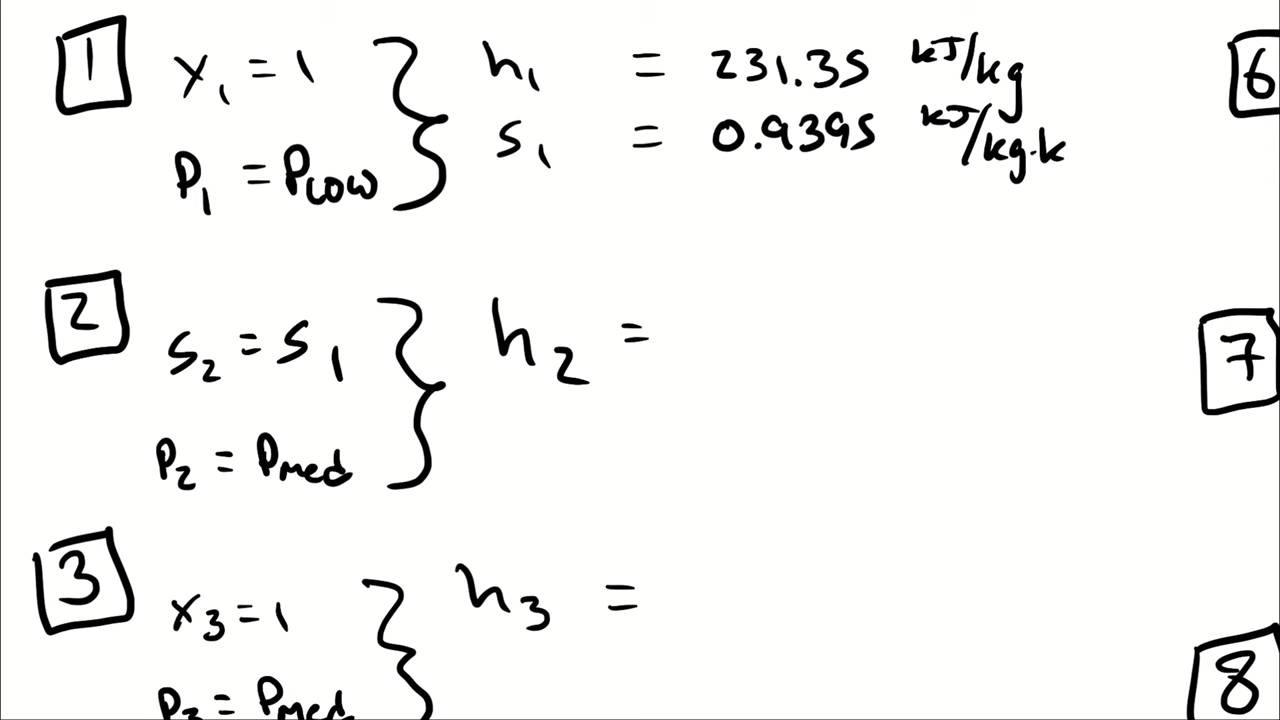 1 x₁ = 1 h₁ = 231.35 kJ/kg
P₁ = Plow s₁ = 0.9395 kJ/kg·k
2 s₂ = s₁ h₂ =
P₂ = Pmed
3 x₃ = 1 h₃ =
P₃ = Pmed
6
7
8